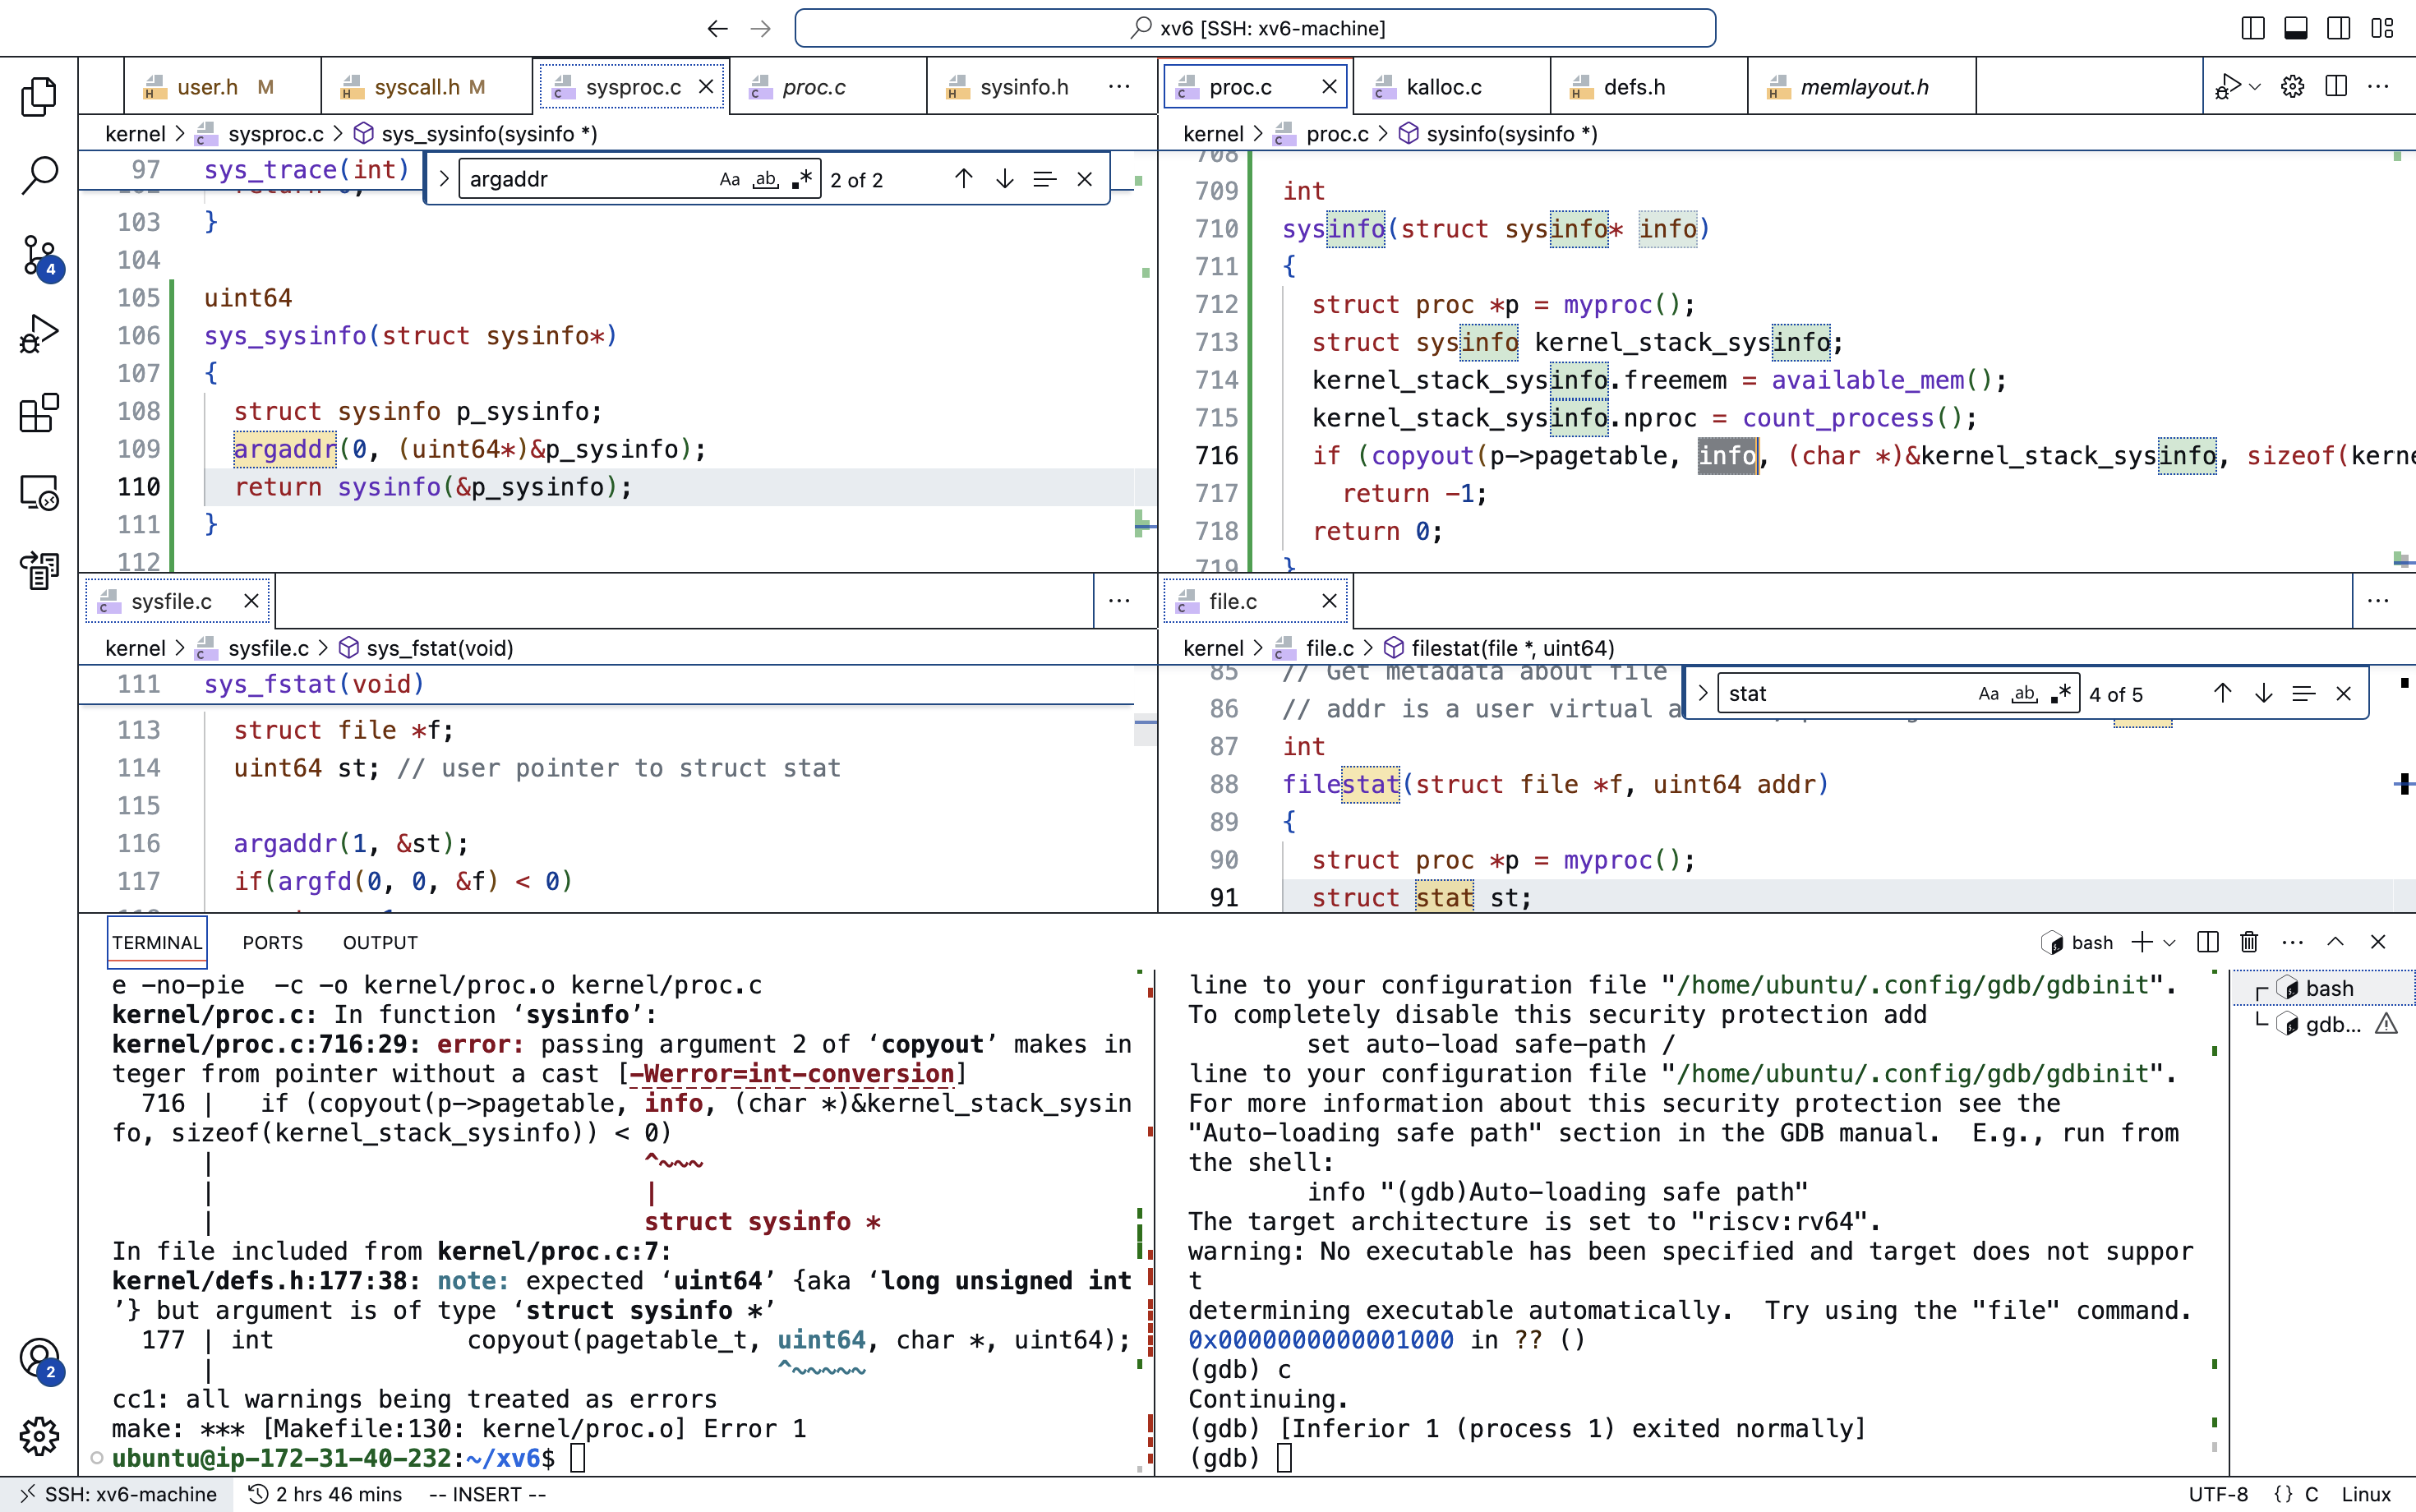 xv6 [SSH: xv6-machine]
user.h M
syscall.h M
sysproc.c
proc.c
sysinfo.h
kernel > sysproc.c > sys_sysinfo(sysinfo *)
97 sys_trace(int)
argaddr
Aa ab 2 of 2
103 }
104
105 uint64
106 sys_sysinfo(struct sysinfo*)
107 {
108 struct sysinfo p_sysinfo;
109 argaddr(0, (uint64*)&p_sysinfo);
110 return sysinfo(&p_sysinfo);
111 }
112
proc.c
kalloc.c
defs.h
memlayout.h
kernel > proc.c > sysinfo(sysinfo *)
708
709 int
710 sysinfo(struct sysinfo* info)
711 {
712 struct proc *p = myproc();
713 struct sysinfo kernel_stack_sysinfo;
714 kernel_stack_sysinfo.freemem = available_mem();
715 kernel_stack_sysinfo.nproc = count_process();
716 if (copyout(p->pagetable, info, (char *)&kernel_stack_sysinfo, sizeof(kerne
717 return -1;
718 return 0;
719 }
sysfile.c
kernel > sysfile.c > sys_fstat(void)
111 sys_fstat(void)
113 struct file *f;
114 uint64 st; // user pointer to struct stat
115
116 argaddr(1, &st);
117 if(argfd(0, 0, &f) < 0)
file.c
kernel > file.c > filestat(file *, uint64)
85 // Get metadata about file
86 // addr is a user virtual a
stat
Aa ab 4 of 5
87 int
88 filestat(struct file *f, uint64 addr)
89 {
90 struct proc *p = myproc();
91 struct stat st;
TERMINAL
PORTS
OUTPUT
bash
e -no-pie  -c -o kernel/proc.o kernel/proc.c
kernel/proc.c: In function ‘sysinfo’:
kernel/proc.c:716:29: error: passing argument 2 of ‘copyout’ makes in
teger from pointer without a cast [-Werror=int-conversion]
716 |   if (copyout(p->pagetable, info, (char *)&kernel_stack_sysin
fo, sizeof(kernel_stack_sysinfo)) < 0)
| ^~~~
| |
| struct sysinfo *
In file included from kernel/proc.c:7:
kernel/defs.h:177:38: note: expected ‘uint64’ {aka ‘long unsigned int
’} but argument is of type ‘struct sysinfo *’
177 | int             copyout(pagetable_t, uint64, char *, uint64);
| ^~~~~~
cc1: all warnings being treated as errors
make: *** [Makefile:130: kernel/proc.o] Error 1
ubuntu@ip-172-31-40-232:~/xv6$
line to your configuration file "/home/ubuntu/.config/gdb/gdbinit".
To completely disable this security protection add
set auto-load safe-path /
line to your configuration file "/home/ubuntu/.config/gdb/gdbinit".
For more information about this security protection see the
"Auto-loading safe path" section in the GDB manual.  E.g., run from
the shell:
info "(gdb)Auto-loading safe path"
The target architecture is set to "riscv:rv64".
warning: No executable has been specified and target does not suppor
t
determining executable automatically.  Try using the "file" command.
0x0000000000001000 in ?? ()
(gdb) c
Continuing.
(gdb) [Inferior 1 (process 1) exited normally]
(gdb)
bash
gdb...
4
2
SSH: xv6-machine
2 hrs 46 mins
-- INSERT --
UTF-8
{} C
Linux